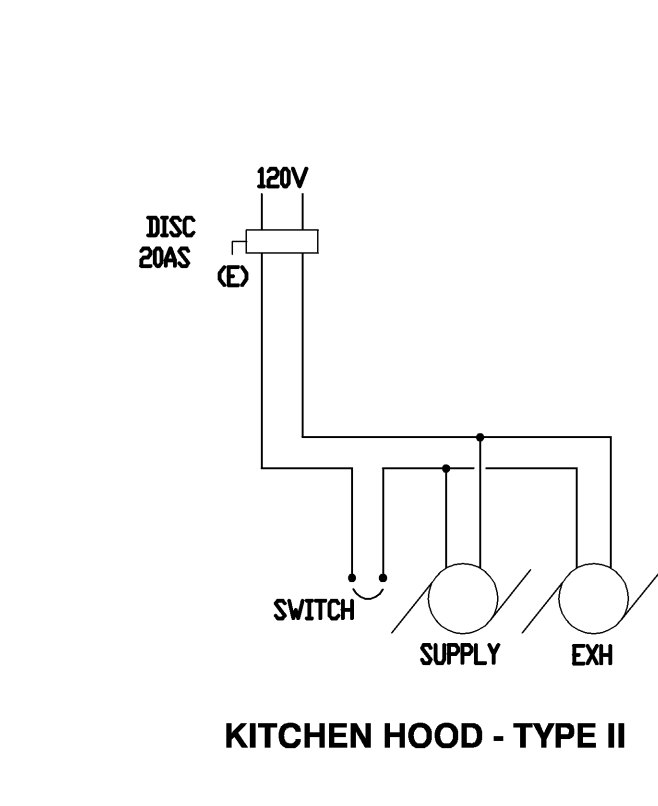 120V
DISC
20AS
(E)
SWITCH
SUPPLY
EXH
KITCHEN HOOD - TYPE II